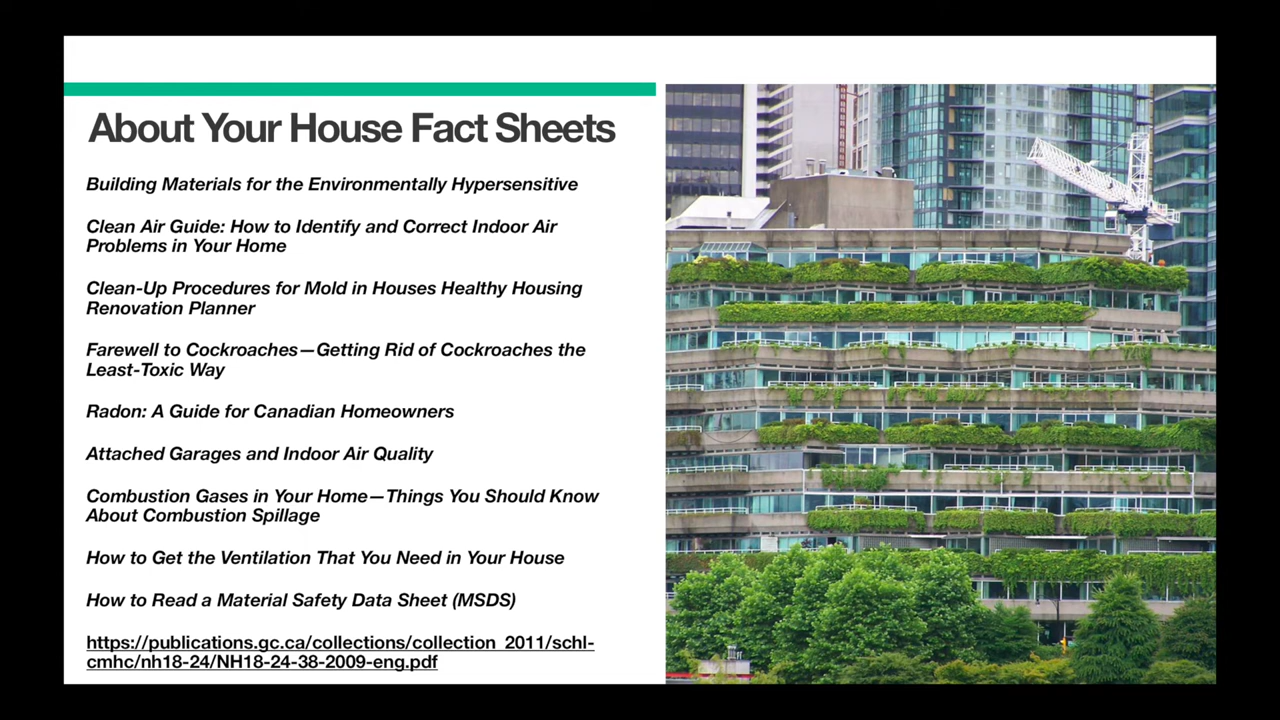 About Your House Fact Sheets
Building Materials for the Environmentally Hypersensitive
Clean Air Guide: How to Identify and Correct Indoor Air
Problems in Your Home
Clean-Up Procedures for Mold in Houses Healthy Housing
Renovation Planner
Farewell to Cockroaches—Getting Rid of Cockroaches the
Least-Toxic Way
Radon: A Guide for Canadian Homeowners
Attached Garages and Indoor Air Quality
Combustion Gases in Your Home—Things You Should Know
About Combustion Spillage
How to Get the Ventilation That You Need in Your House
How to Read a Material Safety Data Sheet (MSDS)
https://publications.gc.ca/collections/collection_2011/schl-
cmhc/nh18-24/NH18-24-38-2009-eng.pdf